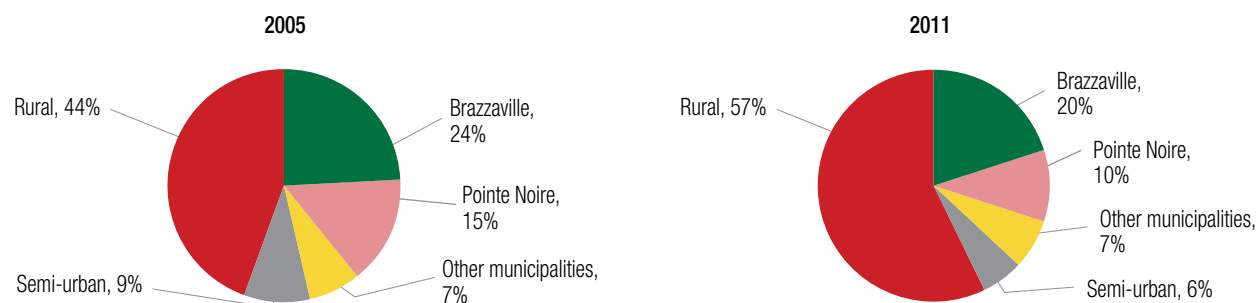 2005
Rural, 44%
Brazzaville,
24%
Pointe Noire,
15%
Other municipalities,
7%
Semi-urban, 9%
2011
Rural, 57%
Brazzaville,
20%
Pointe Noire,
10%
Other municipalities,
7%
Semi-urban, 6%